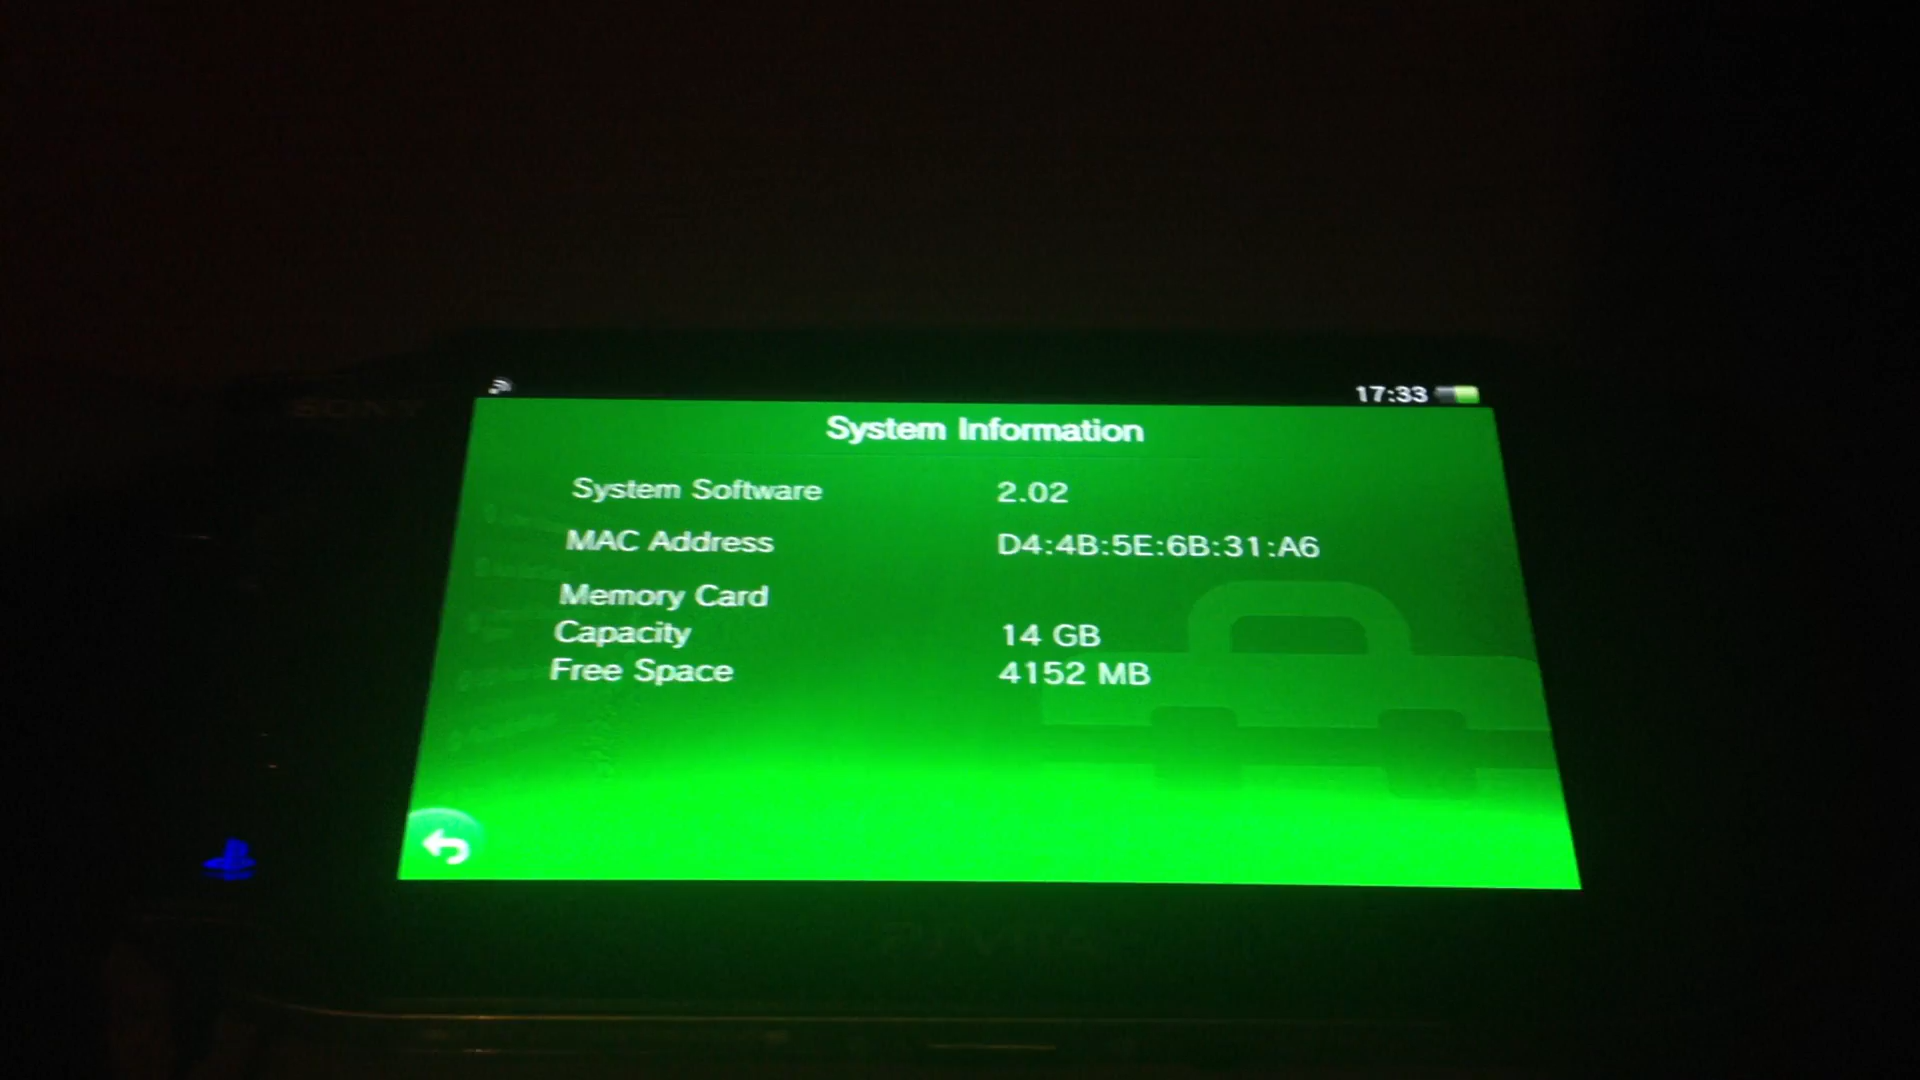 17:33
System Information
System Software 2.02
MAC Address D4:4B:5E:6B:31:A6
Memory Card
Capacity 14 GB
Free Space 4152 MB
SONY